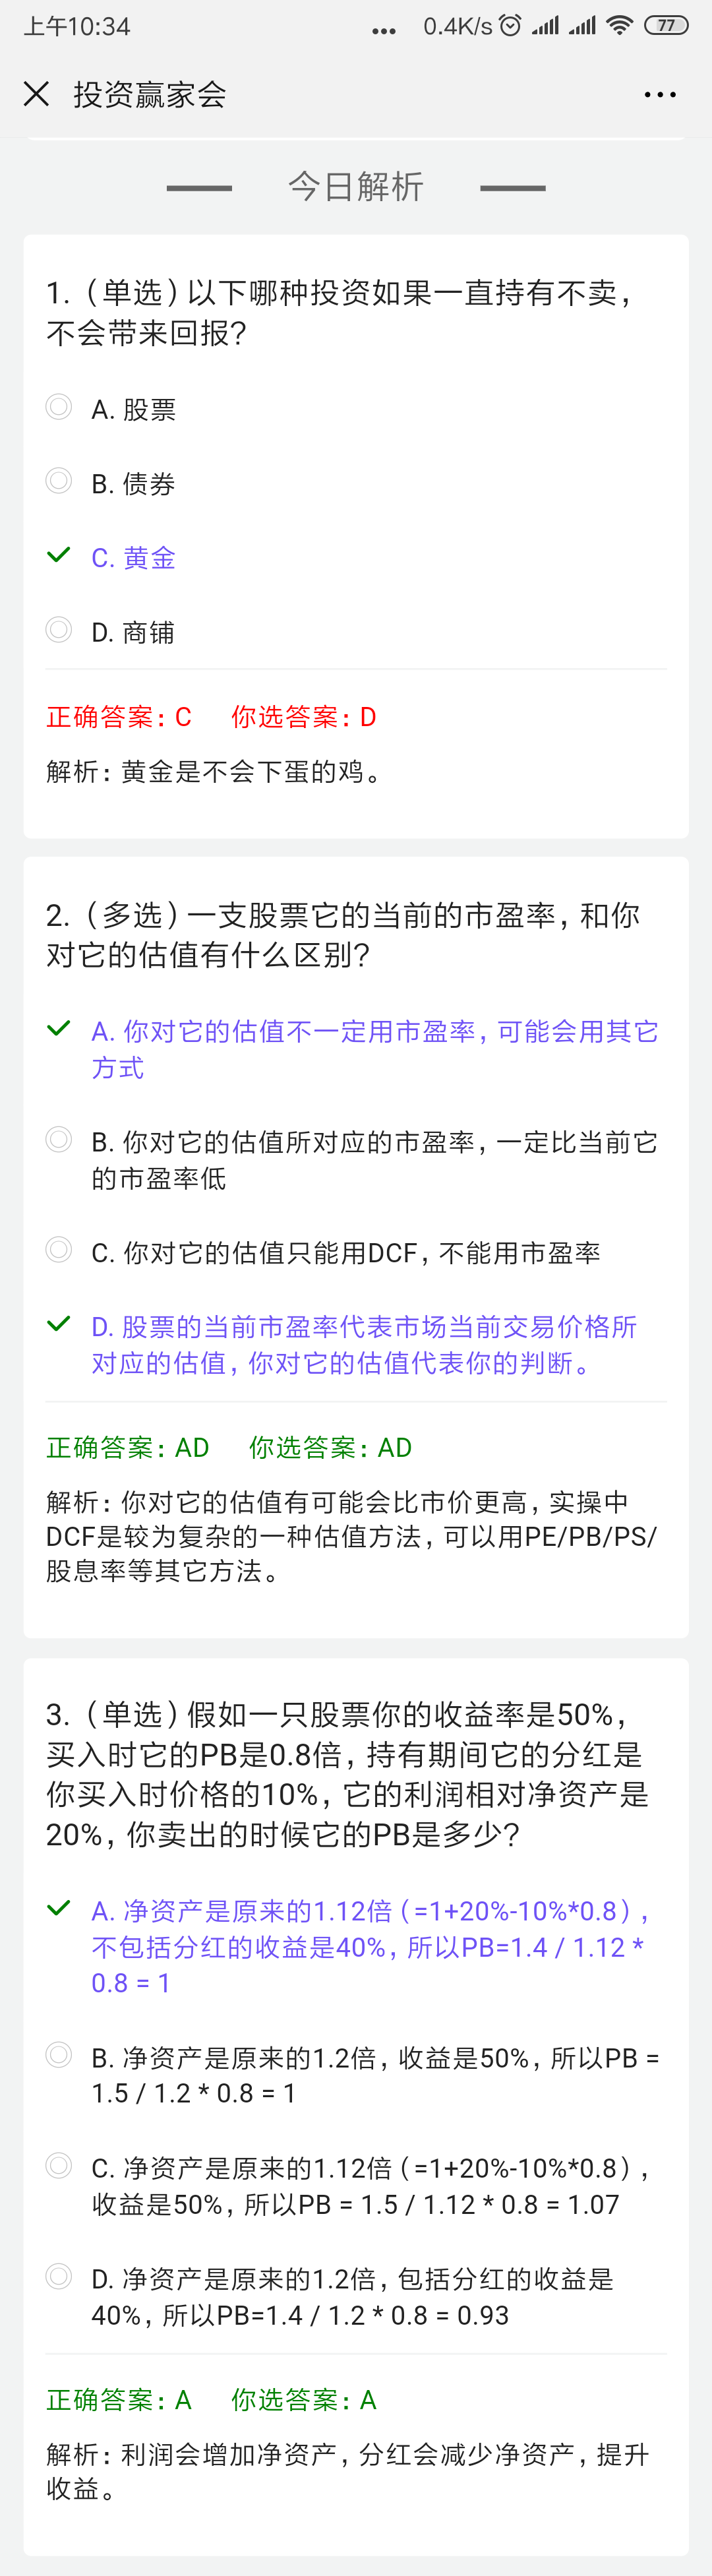 上午10:34 ... 0.4K/s 77
投资赢家会
今日解析
1.（单选）以下哪种投资如果一直持有不卖，
不会带来回报？
A. 股票
B. 债券
C. 黄金
D. 商铺
正确答案：C 你选答案：D
解析：黄金是不会下蛋的鸡。
2.（多选）一支股票它的当前的市盈率，和你
对它的估值有什么区别？
A. 你对它的估值不一定用市盈率，可能会用其它
方式
B. 你对它的估值所对应的市盈率，一定比当前它
的市盈率低
C. 你对它的估值只能用DCF，不能用市盈率
D. 股票的当前市盈率代表市场当前交易价格所
对应的估值，你对它的估值代表你的判断。
正确答案：AD 你选答案：AD
解析：你对它的估值有可能会比市价更高，实操中
DCF是较为复杂的一种估值方法，可以用PE/PB/PS/
股息率等其它方法。
3.（单选）假如一只股票你的收益率是50%，
买入时它的PB是0.8倍，持有期间它的分红是
你买入时价格的10%，它的利润相对净资产是
20%，你卖出的时候它的PB是多少？
A. 净资产是原来的1.12倍（=1+20%-10%*0.8），
不包括分红的收益是40%，所以PB=1.4 / 1.12 *
0.8 = 1
B. 净资产是原来的1.2倍，收益是50%，所以PB =
1.5 / 1.2 * 0.8 = 1
C. 净资产是原来的1.12倍（=1+20%-10%*0.8），
收益是50%，所以PB = 1.5 / 1.12 * 0.8 = 1.07
D. 净资产是原来的1.2倍，包括分红的收益是
40%，所以PB=1.4 / 1.2 * 0.8 = 0.93
正确答案：A 你选答案：A
解析：利润会增加净资产，分红会减少净资产，提升
收益。